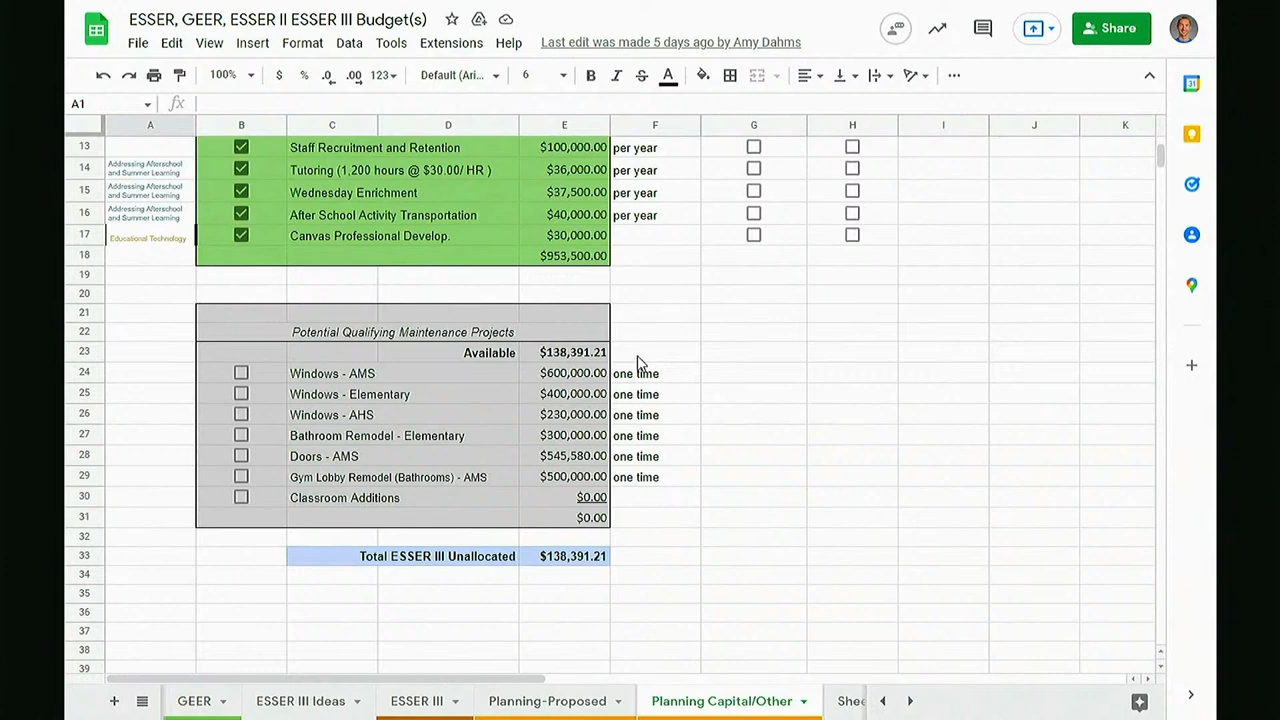 ESSER, GEER, ESSER II ESSER III Budget(s)
File Edit View Insert Format Data Tools Extensions Help Last edit was made 5 days ago by Amy Dahms
Share
100% $ % .0 .00 123 Default (Ari... 6 B I S A
A1 fx
A B C D E F G H I J K
13 Staff Recruitment and Retention $100,000.00 per year
14 Addressing Afterschool and Summer Learning Tutoring (1,200 hours @ $30.00/ HR ) $36,000.00 per year
15 Addressing Afterschool and Summer Learning Wednesday Enrichment $37,500.00 per year
16 Addressing Afterschool and Summer Learning After School Activity Transportation $40,000.00 per year
17 Educational Technology Canvas Professional Develop. $30,000.00
18 $953,500.00
19
20
21
22 Potential Qualifying Maintenance Projects
23 Available $138,391.21
24 Windows - AMS $600,000.00 one time
25 Windows - Elementary $400,000.00 one time
26 Windows - AHS $230,000.00 one time
27 Bathroom Remodel - Elementary $300,000.00 one time
28 Doors - AMS $545,580.00 one time
29 Gym Lobby Remodel (Bathrooms) - AMS $500,000.00 one time
30 Classroom Additions $0.00
31 $0.00
32
33 Total ESSER III Unallocated $138,391.21
34
35
36
37
38
39
GEER ESSER III Ideas ESSER III Planning-Proposed Planning Capital/Other Shee
31